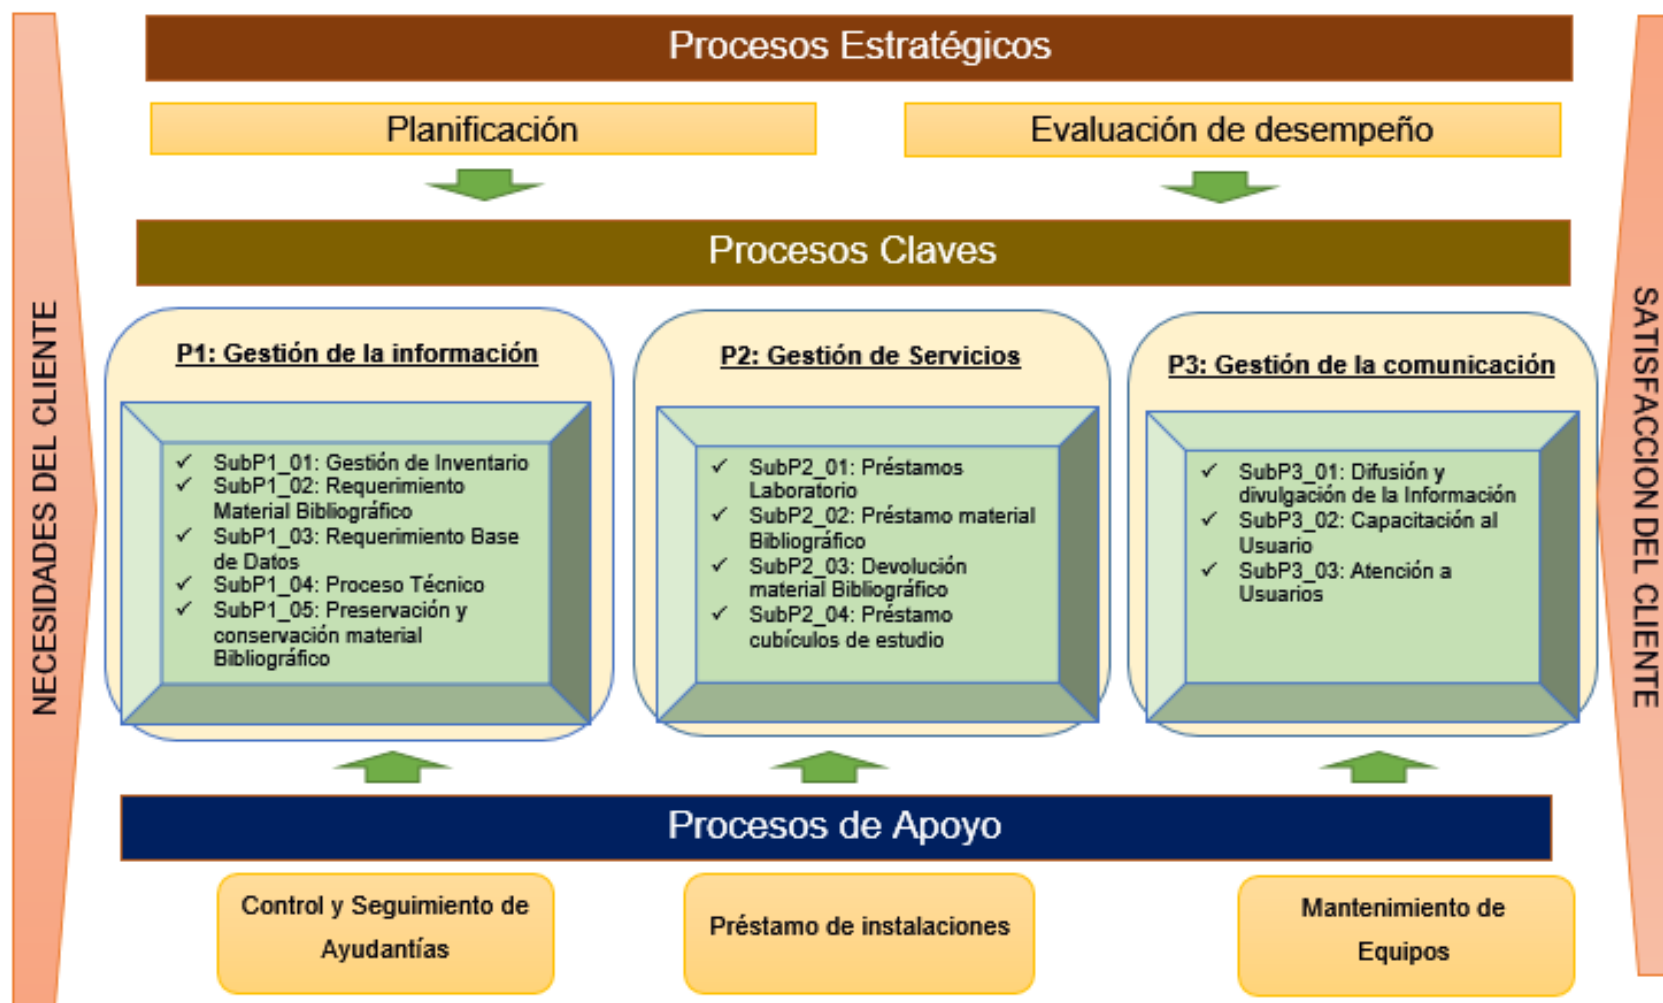 Procesos Estratégicos
Planificación
Evaluación de desempeño
Procesos Claves
NECESIDADES DEL CLIENTE
P1: Gestión de la información
✓ SubP1_01: Gestión de Inventario
✓ SubP1_02: Requerimiento
Material Bibliográfico
✓ SubP1_03: Requerimiento Base
de Datos
✓ SubP1_04: Proceso Técnico
✓ SubP1_05: Preservación y
conservación material
Bibliográfico
P2: Gestión de Servicios
✓ SubP2_01: Préstamos
Laboratorio
✓ SubP2_02: Préstamo material
Bibliográfico
✓ SubP2_03: Devolución
material Bibliográfico
✓ SubP2_04: Préstamo
cubículos de estudio
P3: Gestión de la comunicación
✓ SubP3_01: Difusión y
divulgación de la Información
✓ SubP3_02: Capacitación al
Usuario
✓ SubP3_03: Atención a
Usuarios
SATISFACCION DEL CLIENTE
Procesos de Apoyo
Control y Seguimiento de
Ayudantías
Préstamo de instalaciones
Mantenimiento de
Equipos